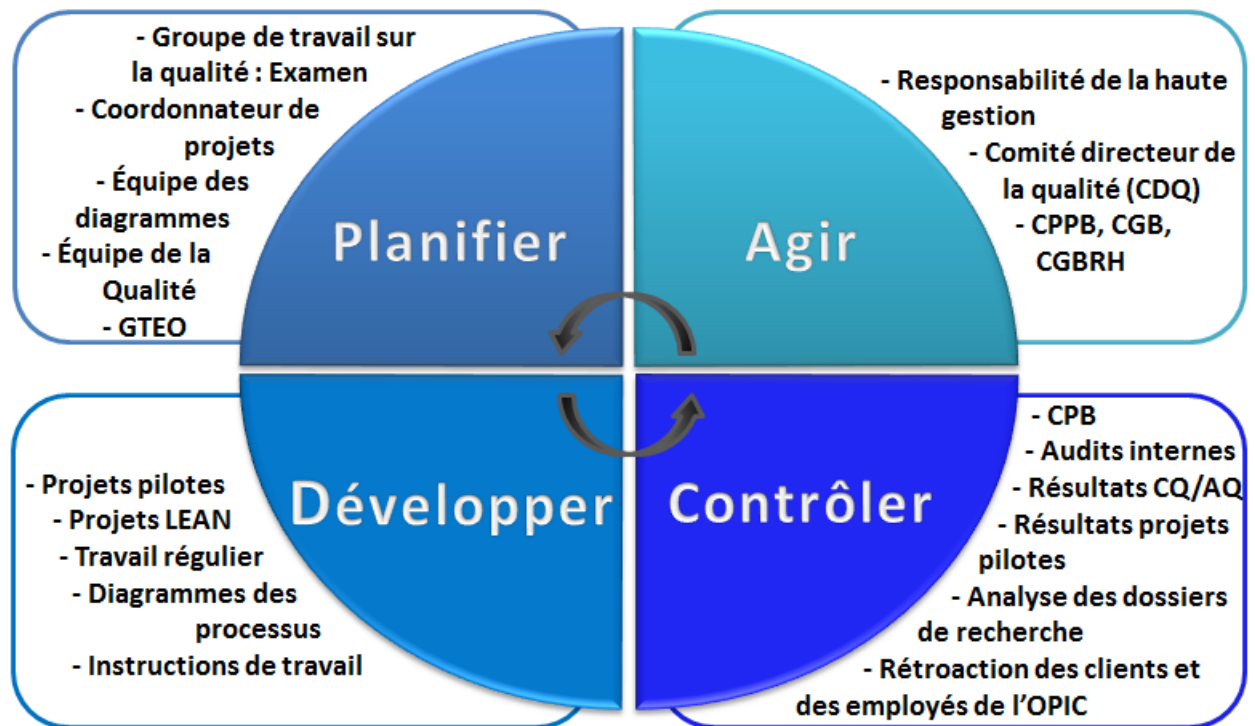 - Groupe de travail sur
la qualité : Examen
- Coordonnateur de
projets
- Équipe des
diagrammes
- Équipe de la
Qualité
- GTEO
Planifier
Agir
- Responsabilité de la haute
gestion
- Comité directeur de
la qualité (CDQ)
- CPPB, CGB,
CGBRH
- Projets pilotes
- Projets LEAN
- Travail régulier
- Diagrammes des
processus
- Instructions de travail
Développer
Contrôler
- CPB
- Audits internes
- Résultats CQ/AQ
- Résultats projets
pilotes
- Analyse des dossiers
de recherche
- Rétroaction des clients et
des employés de l’OPIC